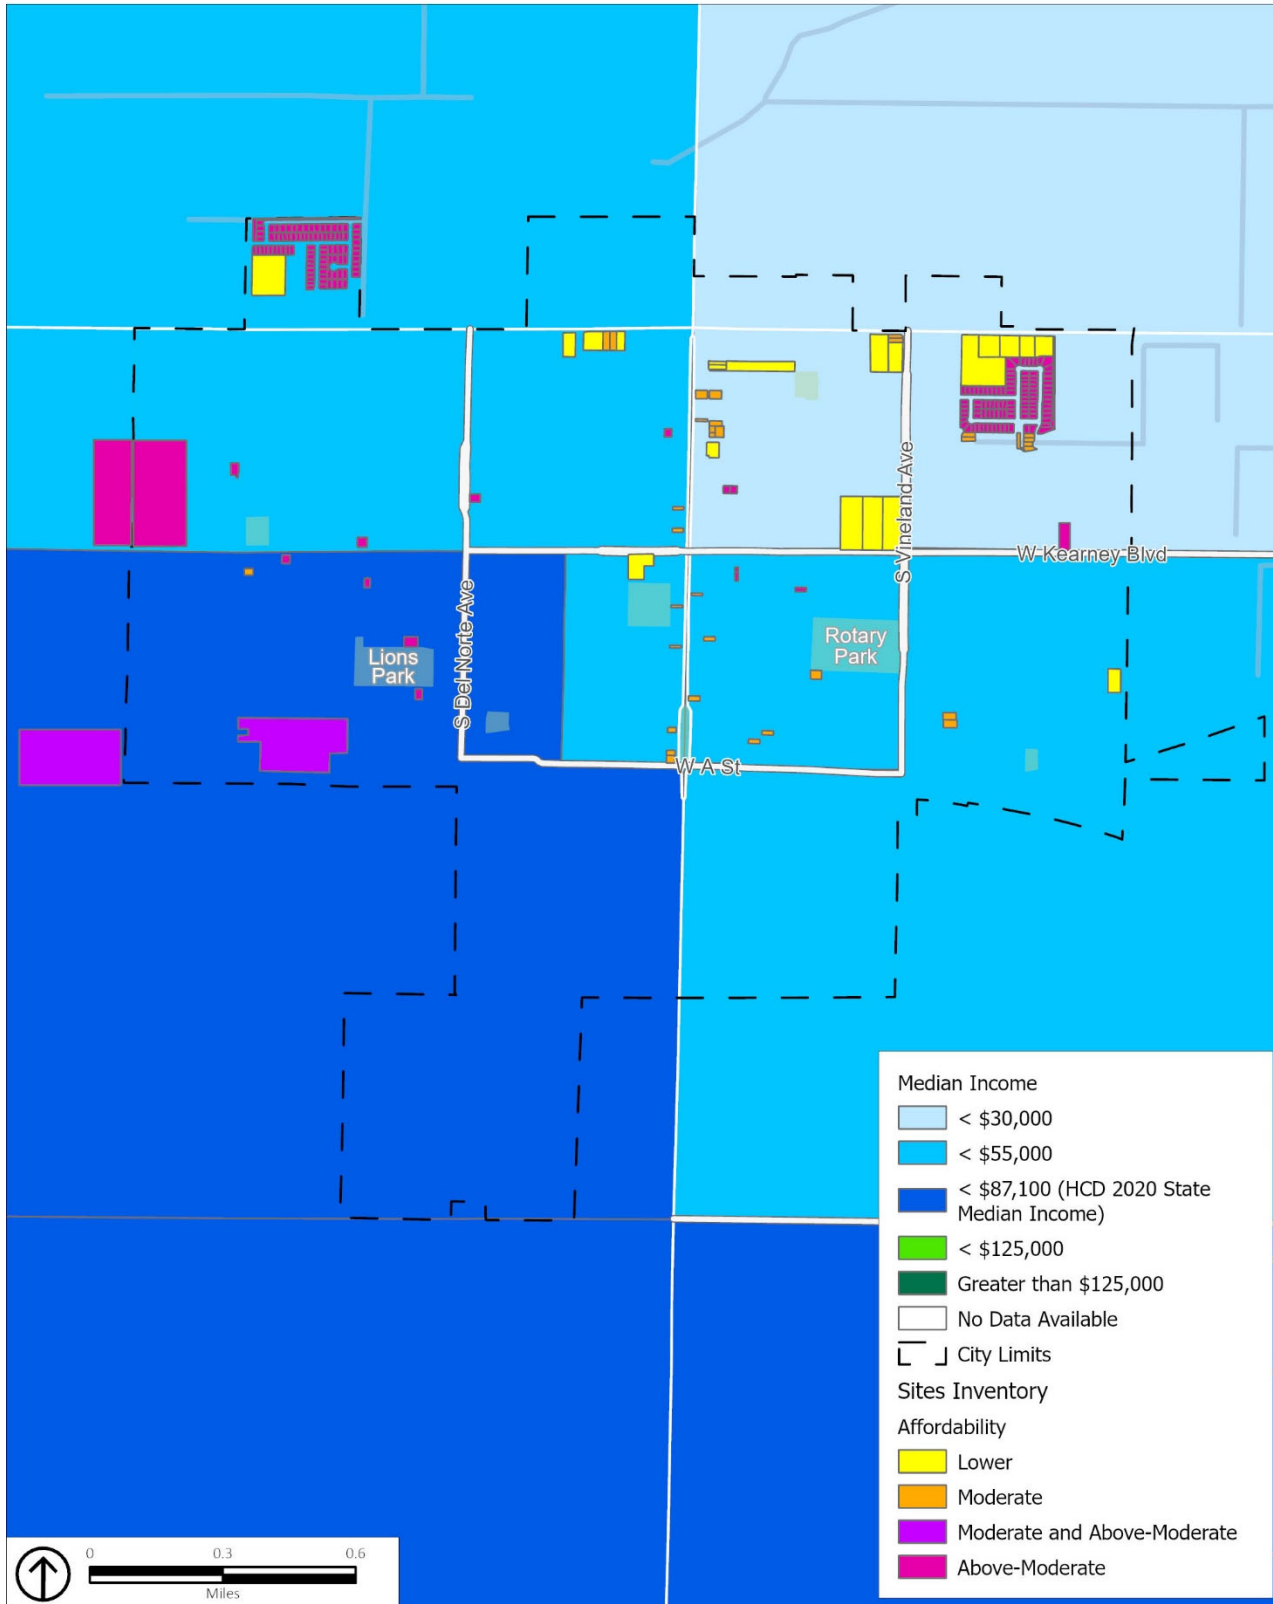 W Kearney Blvd
S Vineland Ave
S Del Norte Ave
Lions
Park
Rotary
Park
W A St
Median Income
< $30,000
< $55,000
< $87,100 (HCD 2020 State
Median Income)
< $125,000
Greater than $125,000
No Data Available
City Limits
Sites Inventory
Affordability
Lower
Moderate
Moderate and Above-Moderate
Above-Moderate
0 0.3 0.6
Miles